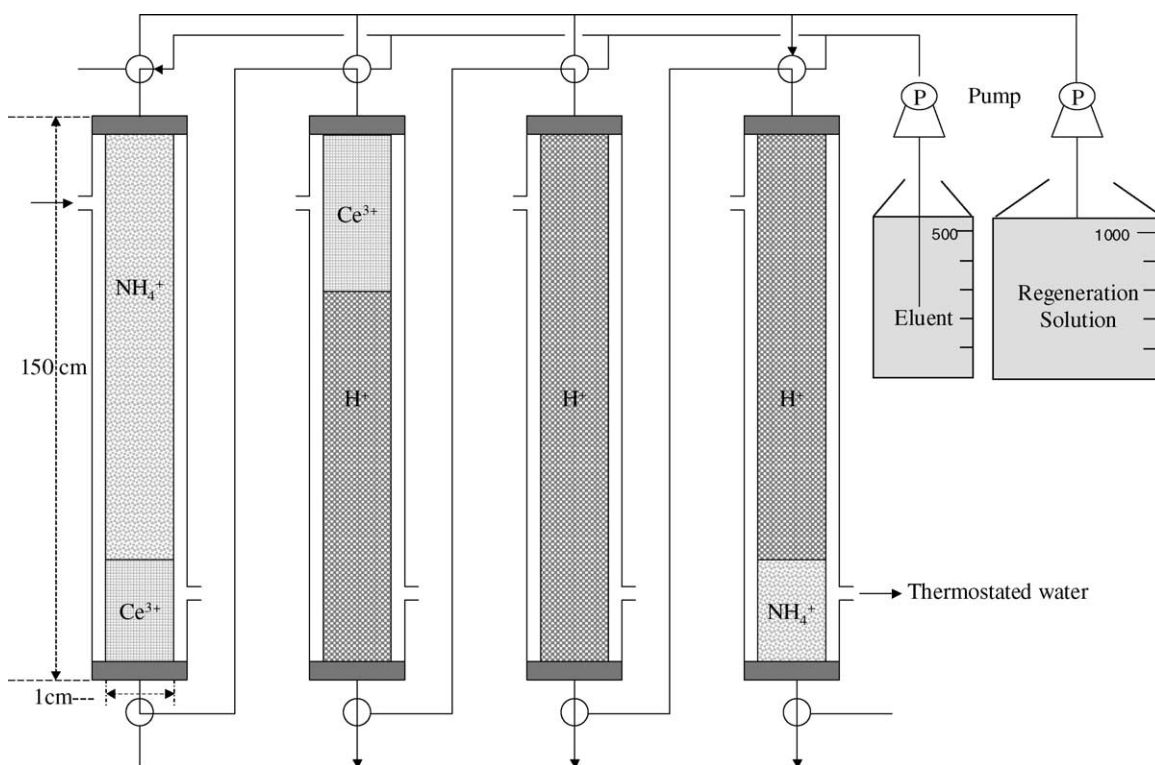 P
Pump
P
Ce³⁺
500
1000
NH₄⁺
Regeneration
Solution
Eluent
150 cm
H⁺
H⁺
H⁺
Thermostated water
Ce³⁺
NH₄⁺
1cm